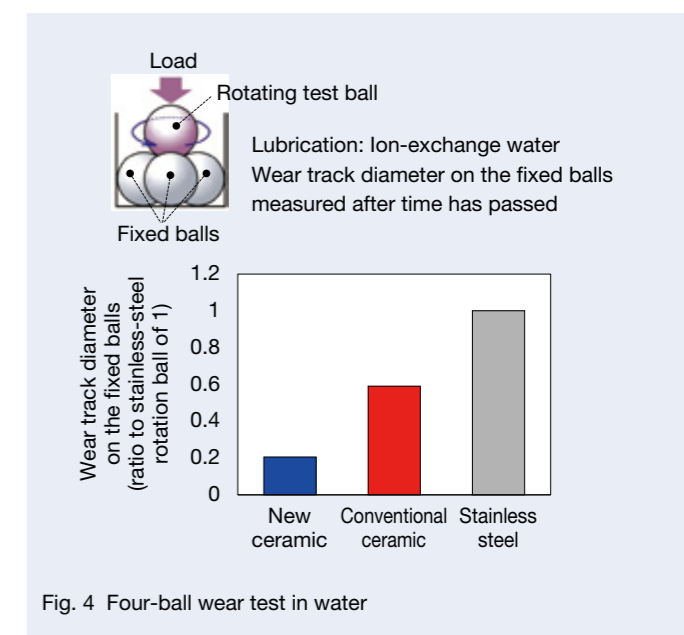 Load
Rotating test ball
Lubrication: Ion-exchange water
Wear track diameter on the fixed balls
measured after time has passed
Fixed balls
Wear track diameter
on the fixed balls
(ratio to stainless-steel
rotation ball of 1)
1.2
1
0.8
0.6
0.4
0.2
0
New
ceramic
Conventional
ceramic
Stainless
steel
Fig. 4 Four-ball wear test in water